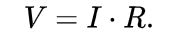 V = I · R.